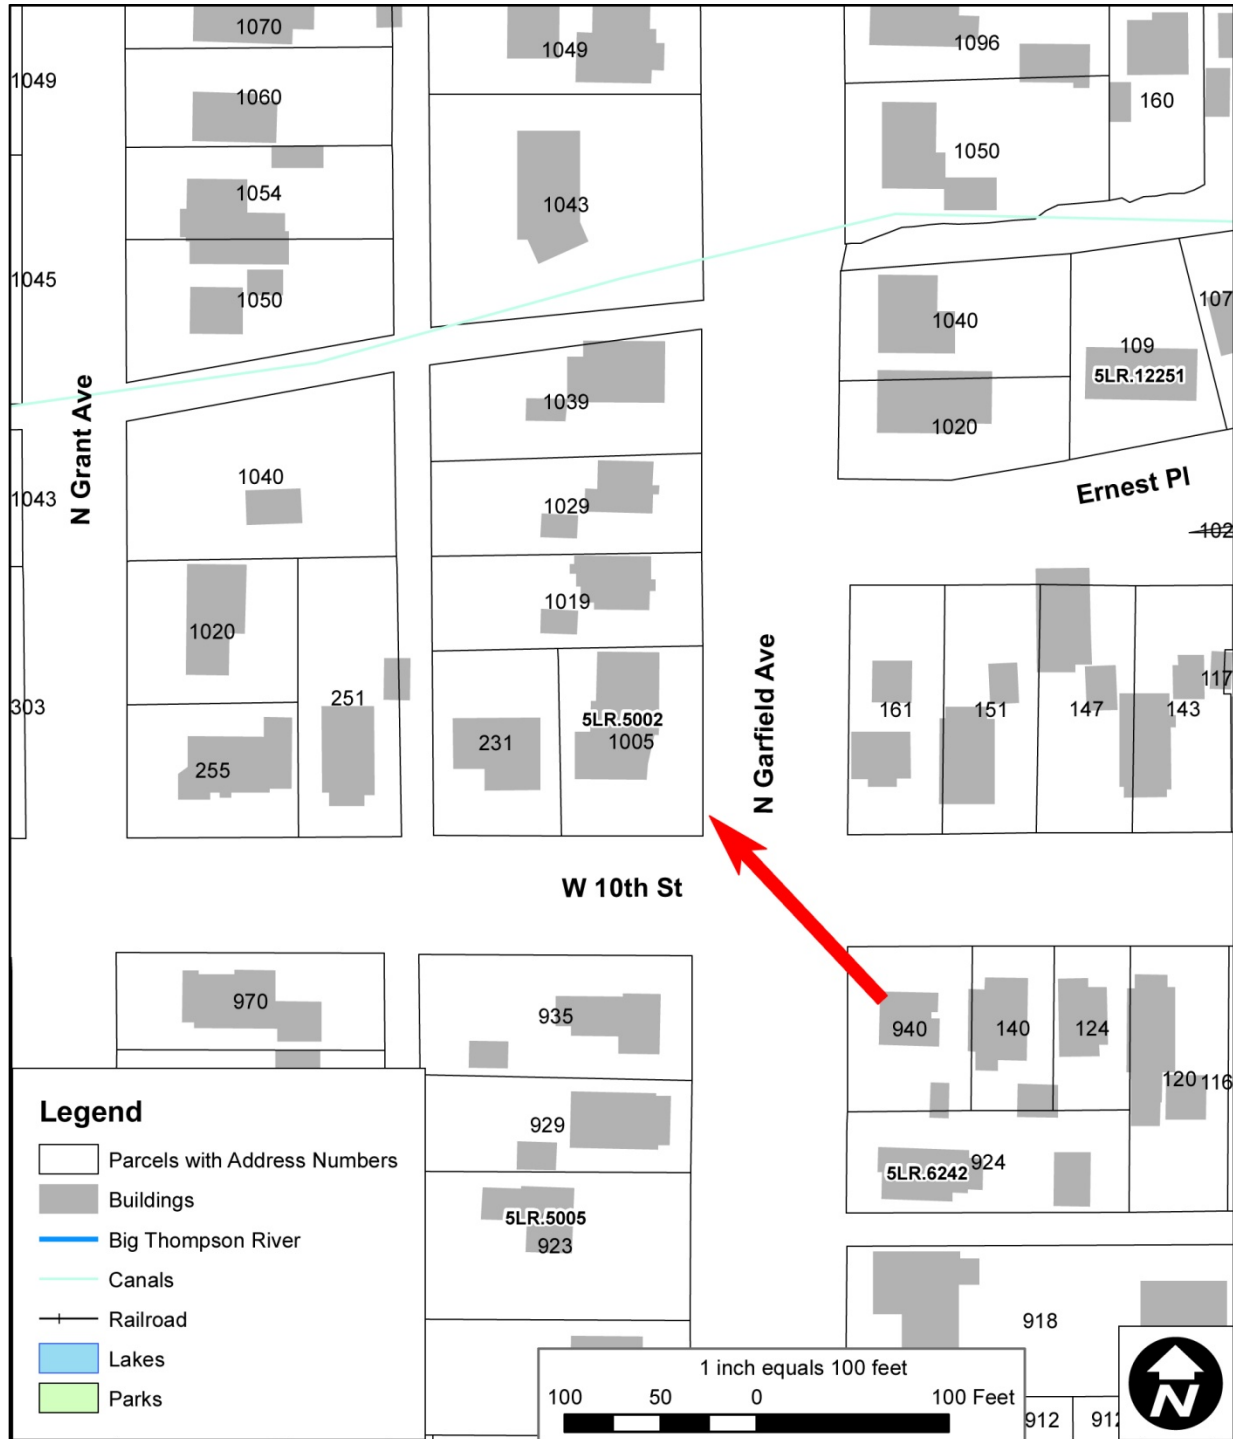 1070
1049
1096
1049
1060
160
1050
1054
1043
1045
1050
1040
107
109
5LR.12251
N Grant Ave
1039
1020
1040
Ernest Pl
1043
1029
102
1019
1020
N Garfield Ave
303
251
161
151
147
143
117
5LR.5002
231
1005
255
W 10th St
970
935
940
140
124
120
116
929
924
5LR.6242
5LR.5005
923
918
912
Legend
Parcels with Address Numbers
Buildings
Big Thompson River
Canals
Railroad
Lakes
Parks
1 inch equals 100 feet
100 50 0 100 Feet
N